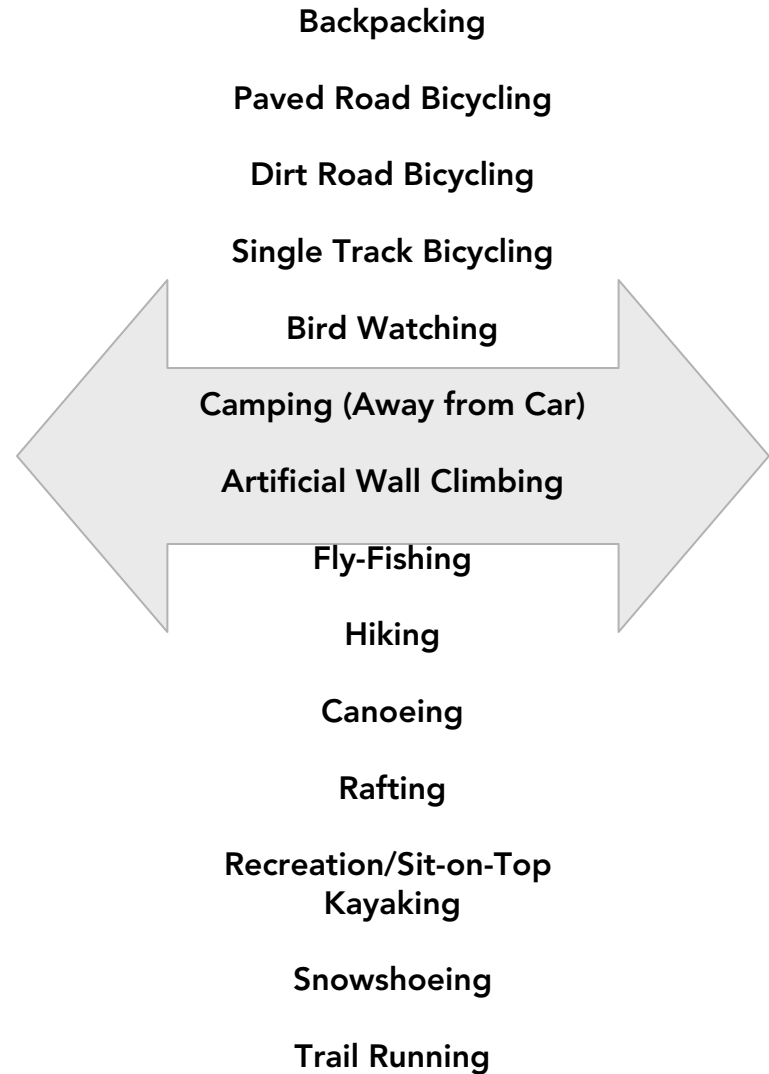 Backpacking
Paved Road Bicycling
Dirt Road Bicycling
Single Track Bicycling
Bird Watching
Camping (Away from Car)
Artificial Wall Climbing
Fly-Fishing
Hiking
Canoeing
Rafting
Recreation/Sit-on-Top
Kayaking
Snowshoeing
Trail Running